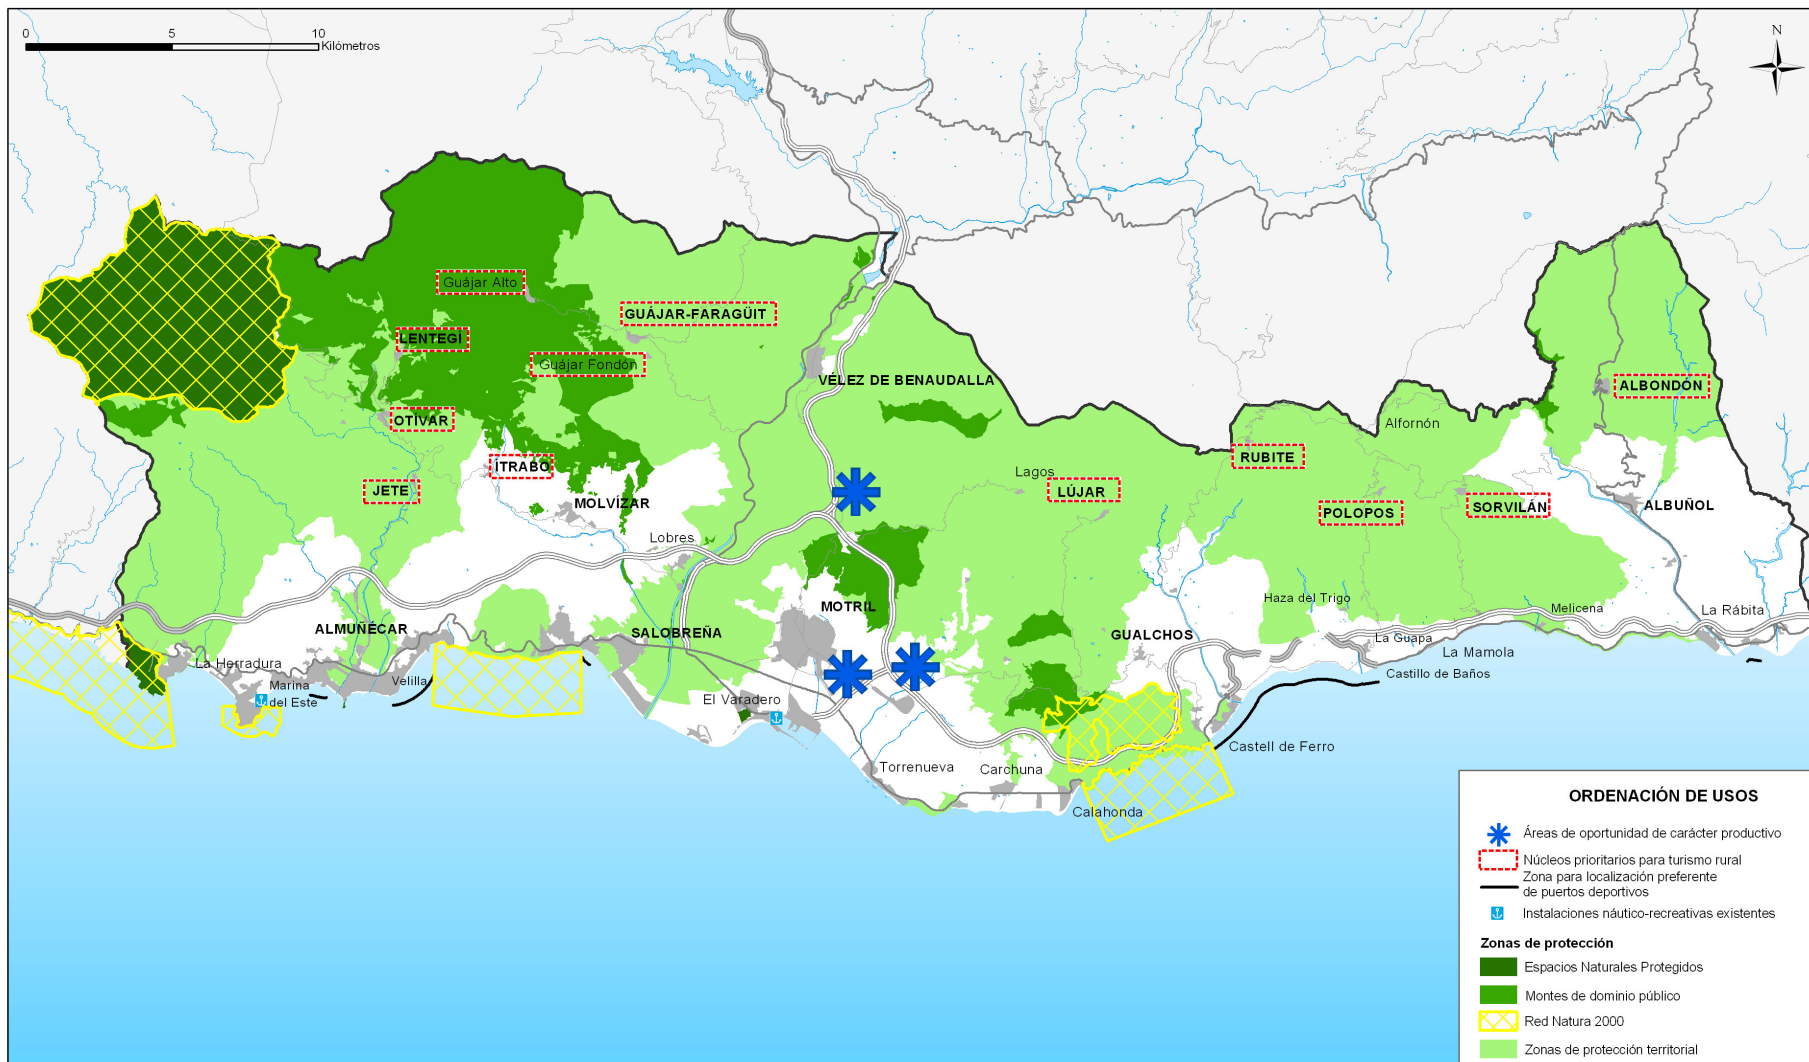 0 5 10
Kilómetros
N
Guájar Alto
GUÁJAR-FARAGÜIT
LENTEGÍ
Guájar Fondón
VÉLEZ DE BENAUDALLA
ALBONDÓN
OTÍVAR
Alfornón
RUBITE
ÍTRABO
Lagos
JETE
LÚJAR
MOLVÍZAR
POLOPOS
SORVILÁN
ALBUÑOL
Lobres
Haza del Trigo
MOTRIL
Melicena
La Rábita
ALMUÑÉCAR
SALOBREÑA
GUALCHOS
La Guapa
La Mamola
La Herradura
Castillo de Baños
Marina
del Este
Velilla
El Varadero
Castell de Ferro
Torrenueva
Carchuna
Calahonda
ORDENACIÓN DE USOS
Áreas de oportunidad de carácter productivo
Núcleos prioritarios para turismo rural
Zona para localización preferente
de puertos deportivos
Instalaciones náutico-recreativas existentes
Zonas de protección
Espacios Naturales Protegidos
Montes de dominio público
Red Natura 2000
Zonas de protección territorial